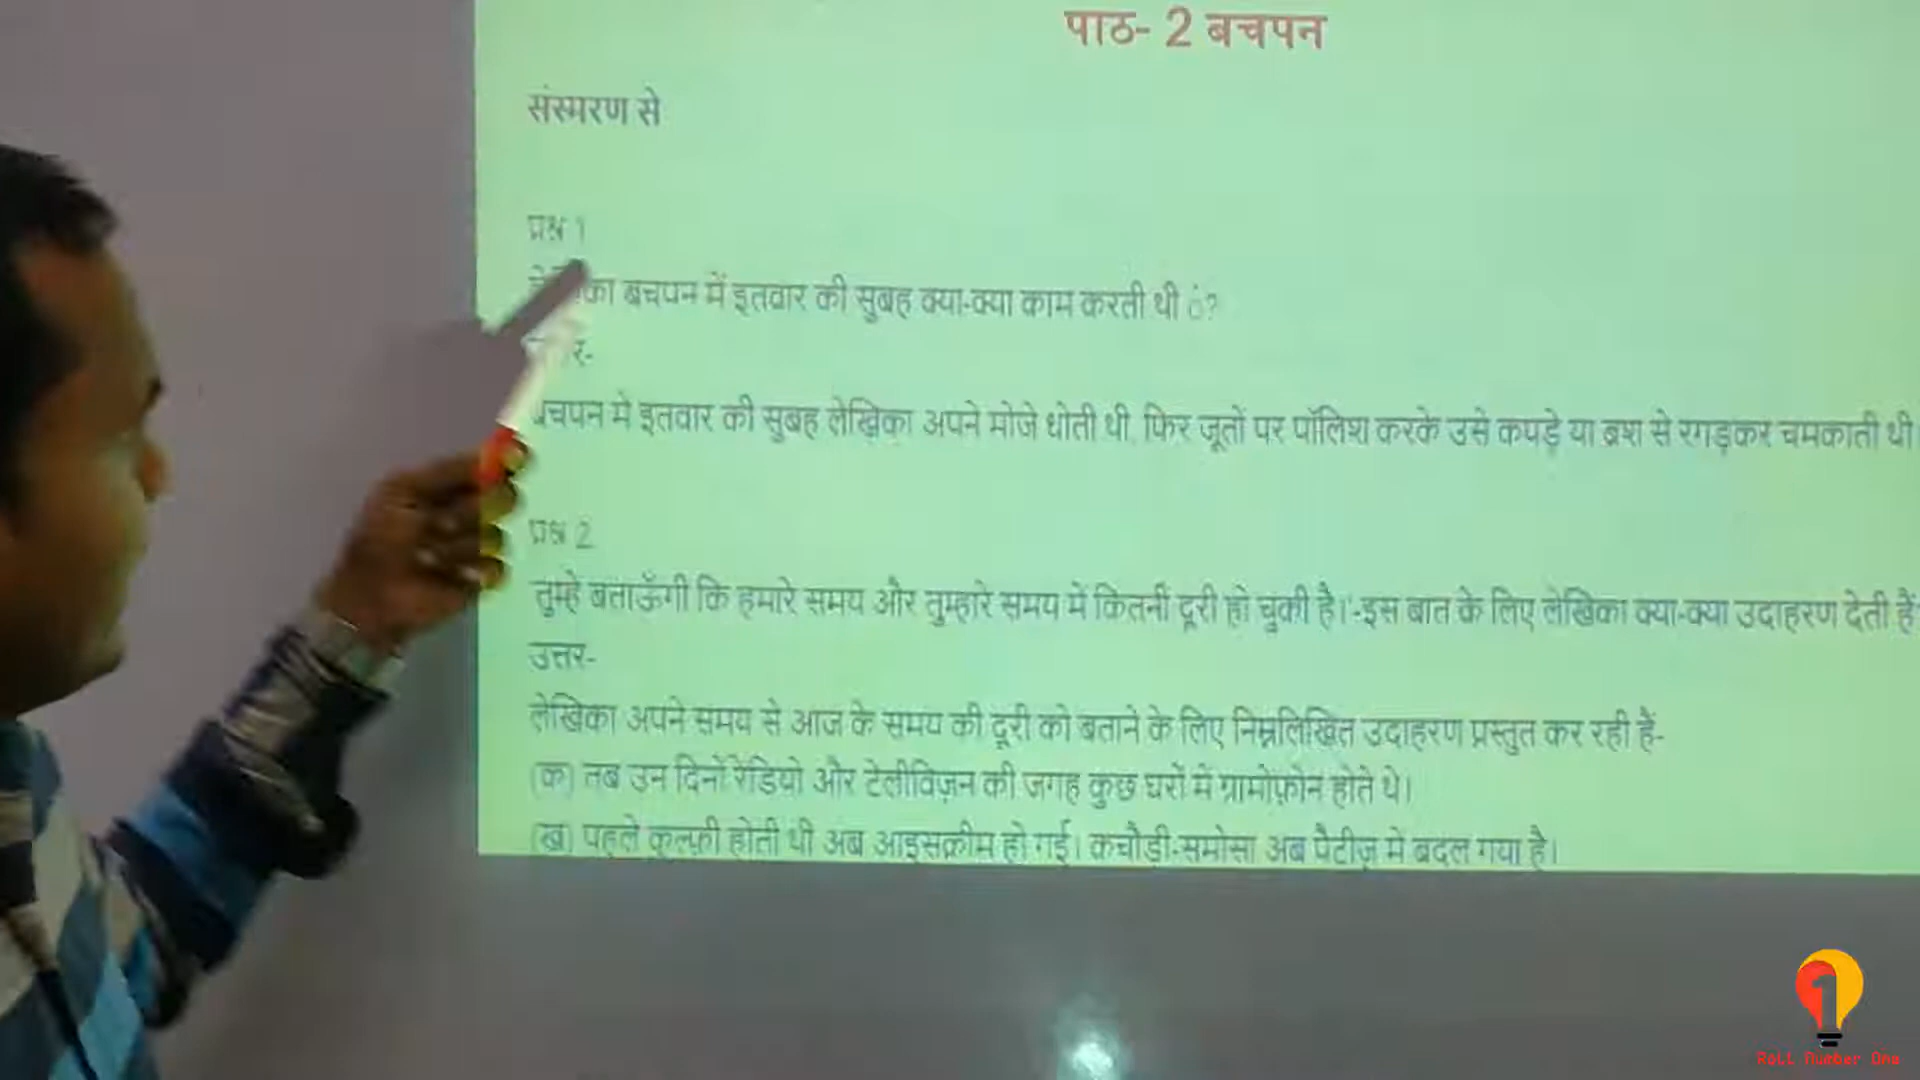 पाठ- 2 बचपन
संस्मरण से
प्रश्न 1
बचपन में इतवार की सुबह क्या-क्या काम करती थी ं?
बचपन में इतवार की सुबह लेखिका अपने मोजे धोती थी, फिर जूतों पर पॉलिश करके उसे कपड़े या ब्रश से रगड़कर चमकाती थी।
प्रश्न 2
तुम्हें बताऊँगी कि हमारे समय और तुम्हारे समय में कितनी दूरी हो चुकी है।'-इस बात के लिए लेखिका क्या-क्या उदाहरण देती हैं
उत्तर-
लेखिका अपने समय से आज के समय की दूरी को बताने के लिए निम्नलिखित उदाहरण प्रस्तुत कर रही हैं-
(क) तब उन दिनों रेडियो और टेलीविज़न की जगह कुछ घरों में ग्रामोफ़ोन होते थे।
(ख) पहले कुल्फ़ी होती थी अब आइसक्रीम हो गई। कचौड़ी-समोसा अब पैटीज़ में बदल गया है।
Roll Number One